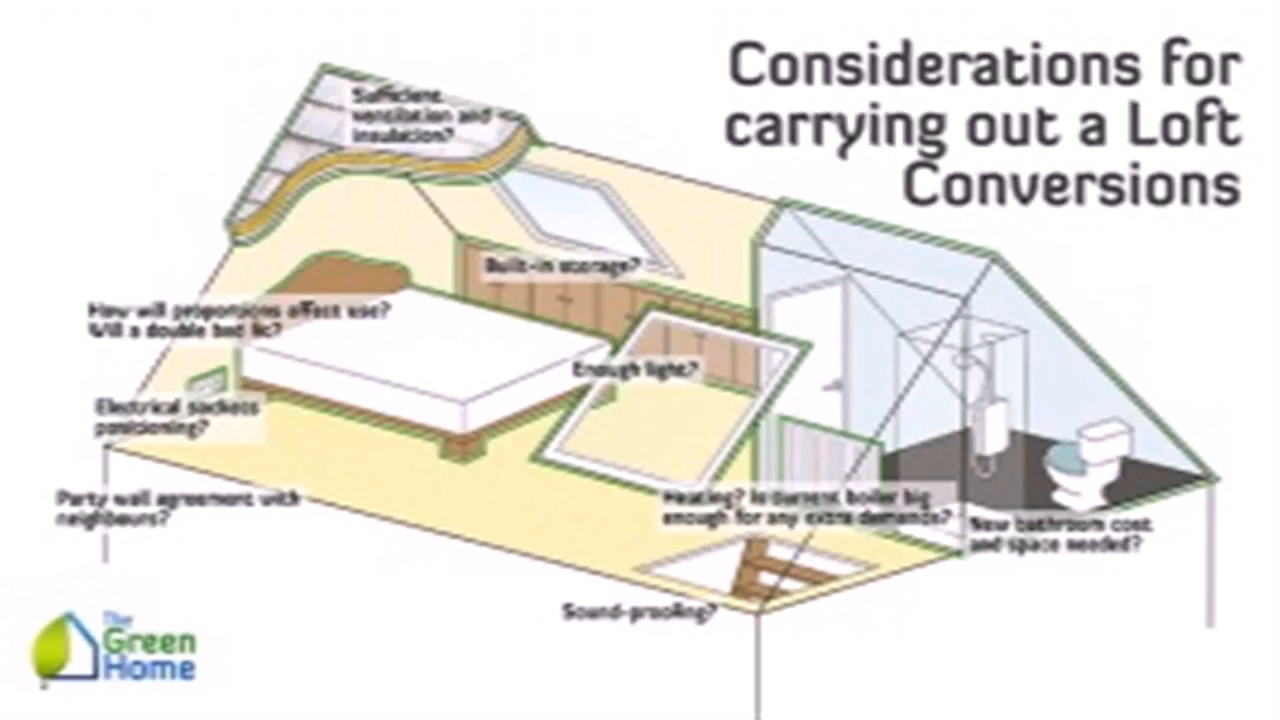 Considerations for
carrying out a Loft
Conversions
Sufficient
ventilation and
insulation?
Built-in storage?
How will proportions affect use?
Will a double bed fit?
Enough light?
Electrical sockets
positioning?
Party wall agreement with
neighbours?
Heating? Is current boiler big
enough for any extra demands?
New bathroom cost
and space needed?
Sound-proofing?
The
Green
Home